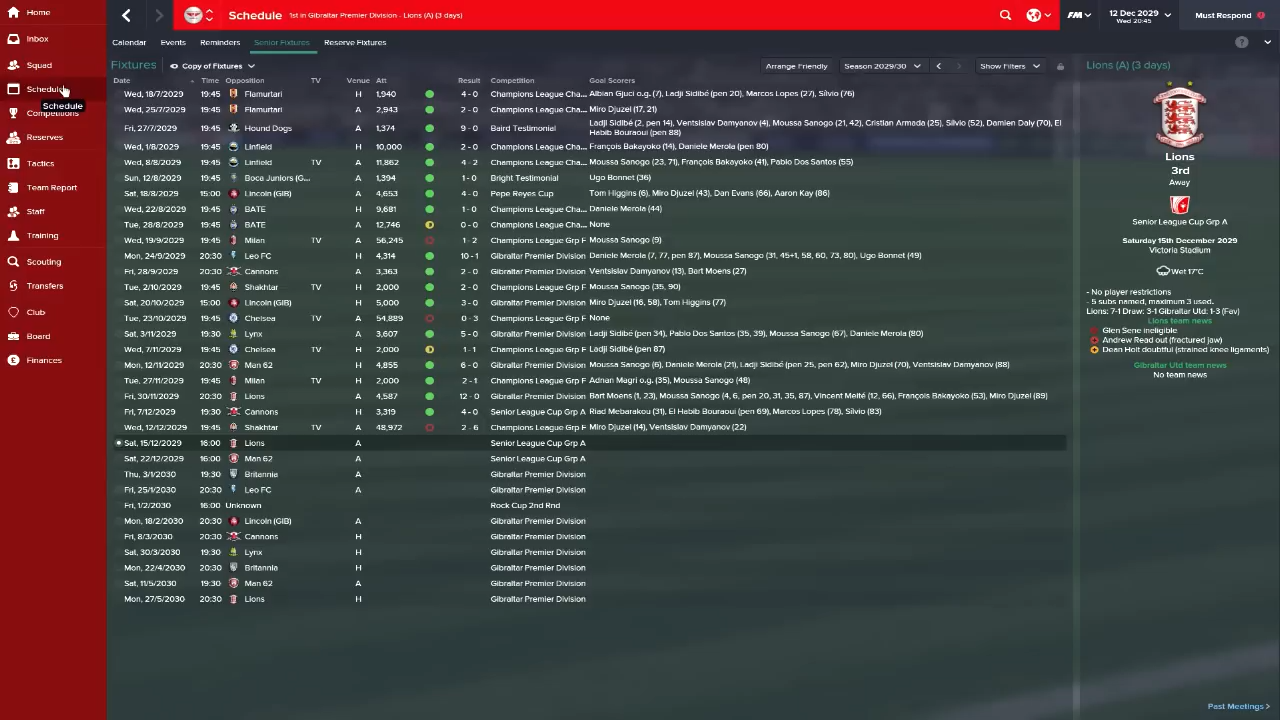 Home
Schedule
1st in Gibraltar Premier Division - Lions (A) (3 days)
FM
12 Dec 2029
Wed 20:45
Must Respond
Inbox
Squad
Schedule
Schedule
Competitions
Reserves
Tactics
Team Report
Staff
Training
Scouting
Transfers
Club
Board
Finances
Calendar Events Reminders Senior Fixtures Reserve Fixtures
Fixtures Copy of Fixtures Arrange Friendly Season 2029/30 Show Filters
Date Time Opposition TV Venue Att Result Competition Goal Scorers
Wed, 18/7/2029 19:45 Flamurtari H 1,940 4 - 0 Champions League Cha... Albian Gjuci o.g. (7), Ladji Sidibé (pen 20), Marcos Lopes (27), Sílvio (76)
Wed, 25/7/2029 19:45 Flamurtari A 2,943 2 - 0 Champions League Cha... Miro Djuzel (17, 21)
Fri, 27/7/2029 19:45 Hound Dogs A 1,374 9 - 0 Baird Testimonial Ladji Sidibé (2, pen 14), Ventsislav Damyanov (4), Moussa Sanogo (21, 42), Cristian Armada (25), Sílvio (52), Damien Daly (70), El
Habib Bouraoui (pen 88)
Wed, 1/8/2029 19:45 Linfield H 10,000 2 - 0 Champions League Cha... François Bakayoko (14), Daniele Merola (pen 80)
Wed, 8/8/2029 19:45 Linfield TV A 11,862 4 - 2 Champions League Cha... Moussa Sanogo (23, 71), François Bakayoko (41), Pablo Dos Santos (55)
Sun, 12/8/2029 19:45 Boca Juniors (G... A 1,394 1 - 0 Bright Testimonial Ugo Bonnet (36)
Sat, 18/8/2029 15:00 Lincoln (GIB) A 4,653 4 - 0 Pepe Reyes Cup Tom Higgins (6), Miro Djuzel (43), Dan Evans (66), Aaron Kay (86)
Wed, 22/8/2029 19:45 BATE H 9,681 1 - 0 Champions League Cha... Daniele Merola (44)
Tue, 28/8/2029 19:45 BATE A 12,746 0 - 0 Champions League Cha... None
Wed, 19/9/2029 19:45 Milan TV A 56,245 1 - 2 Champions League Grp F Moussa Sanogo (9)
Mon, 24/9/2029 20:30 Leo FC H 4,314 10 - 1 Gibraltar Premier Division Daniele Merola (7, 77, pen 87), Moussa Sanogo (31, 45+1, 58, 60, 73, 80), Ugo Bonnet (49)
Fri, 28/9/2029 20:30 Cannons A 3,363 2 - 0 Gibraltar Premier Division Ventsislav Damyanov (13), Bart Moens (27)
Tue, 2/10/2029 19:45 Shakhtar TV H 2,000 2 - 0 Champions League Grp F Moussa Sanogo (35, 90)
Sat, 20/10/2029 15:00 Lincoln (GIB) H 5,000 3 - 0 Gibraltar Premier Division Miro Djuzel (16, 58), Tom Higgins (77)
Tue, 23/10/2029 19:45 Chelsea TV A 54,889 0 - 3 Champions League Grp F None
Sat, 3/11/2029 19:30 Lynx A 3,607 5 - 0 Gibraltar Premier Division Ladji Sidibé (pen 34), Pablo Dos Santos (35, 39), Moussa Sanogo (67), Daniele Merola (80)
Wed, 7/11/2029 19:45 Chelsea TV H 2,000 1 - 1 Champions League Grp F Ladji Sidibé (pen 87)
Mon, 12/11/2029 20:30 Man 62 H 4,855 6 - 0 Gibraltar Premier Division Moussa Sanogo (6), Daniele Merola (21), Ladji Sidibé (pen 25, pen 62), Miro Djuzel (70), Ventsislav Damyanov (88)
Tue, 27/11/2029 19:45 Milan TV H 2,000 2 - 1 Champions League Grp F Adnan Magri o.g. (35), Moussa Sanogo (48)
Fri, 30/11/2029 20:30 Lions A 4,587 12 - 0 Gibraltar Premier Division Bart Moens (1, 23), Moussa Sanogo (4, 6, pen 20, 31, 35, 87), Vincent Meité (12, 66), François Bakayoko (53), Miro Djuzel (89)
Fri, 7/12/2029 19:30 Cannons H 3,319 4 - 0 Senior League Cup Grp A Riad Mebarakou (31), El Habib Bouraoui (pen 69), Marcos Lopes (78), Sílvio (83)
Wed, 12/12/2029 19:45 Shakhtar TV A 48,972 2 - 6 Champions League Grp F Miro Djuzel (14), Ventsislav Damyanov (22)
Sat, 15/12/2029 16:00 Lions A Senior League Cup Grp A
Sat, 22/12/2029 16:00 Man 62 A Senior League Cup Grp A
Thu, 3/1/2030 19:30 Britannia A Gibraltar Premier Division
Fri, 25/1/2030 20:30 Leo FC A Gibraltar Premier Division
Fri, 1/2/2030 16:00 Unknown Rock Cup 2nd Rnd
Mon, 18/2/2030 20:30 Lincoln (GIB) A Gibraltar Premier Division
Fri, 8/3/2030 20:30 Cannons H Gibraltar Premier Division
Sat, 30/3/2030 19:30 Lynx H Gibraltar Premier Division
Mon, 22/4/2030 20:30 Britannia H Gibraltar Premier Division
Sat, 11/5/2030 19:30 Man 62 A Gibraltar Premier Division
Mon, 27/5/2030 20:30 Lions H Gibraltar Premier Division
Lions (A) (3 days)
Lions
3rd
Away
Senior League Cup Grp A
Saturday 15th December 2029
Victoria Stadium
Wet 17°C
- No player restrictions
- 5 subs named, maximum 3 used.
Lions: 7-1 Draw: 3-1 Gibraltar Utd: 1-3 (Fav)
Lions team news
Glen Sene ineligible
Andrew Read out (fractured jaw)
Dean Holt doubtful (strained knee ligaments)
Gibraltar Utd team news
No team news
Past Meetings >